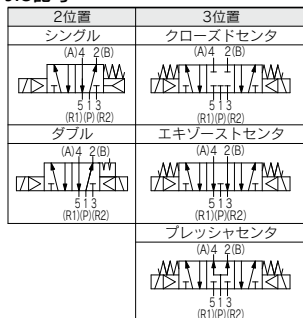 2位置 3位置
シングル クローズドセンタ
(A)4 2(B) (A)4 2(B)
5 1 3 5 1 3
(R1)(P)(R2) (R1)(P)(R2)
ダブル エキゾーストセンタ
(A)4 2(B) (A)4 2(B)
5 1 3 5 1 3
(R1)(P)(R2) (R1)(P)(R2)
プレッシャセンタ
(A)4 2(B)
5 1 3
(R1)(P)(R2)